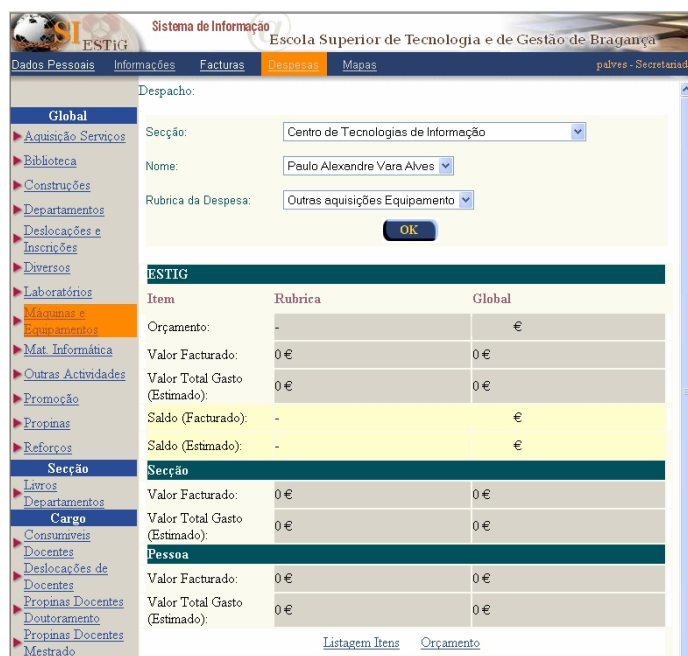 SI ESTiG
Sistema de Informação
Escola Superior de Tecnologia e de Gestão de Bragança
Dados Pessoais Informações Facturas Despesas Mapas palves - Secretariad
Despacho:
Global
Aquisição Serviços
Biblioteca
Construções
Departamentos
Deslocações e
Inscrições
Diversos
Laboratórios
Máquinas e
Equipamentos
Mat. Informática
Outras Actividades
Promoção
Propinas
Reforços
Secção
Livros
Departamentos
Cargo
Consumiveis
Docentes
Deslocações de
Docentes
Propinas Docentes
Doutoramento
Propinas Docentes
Mestrado
Secção: Centro de Tecnologias de Informação
Nome: Paulo Alexandre Vara Alves
Rubrica da Despesa: Outras aquisições Equipamento
OK
ESTIG
Item Rubrica Global
Orçamento: - €
Valor Facturado: 0 € 0 €
Valor Total Gasto
(Estimado): 0 € 0 €
Saldo (Facturado): - €
Saldo (Estimado): - €
Secção
Valor Facturado: 0 € 0 €
Valor Total Gasto
(Estimado): 0 € 0 €
Pessoa
Valor Facturado: 0 € 0 €
Valor Total Gasto
(Estimado): 0 € 0 €
Listagem Itens Orçamento